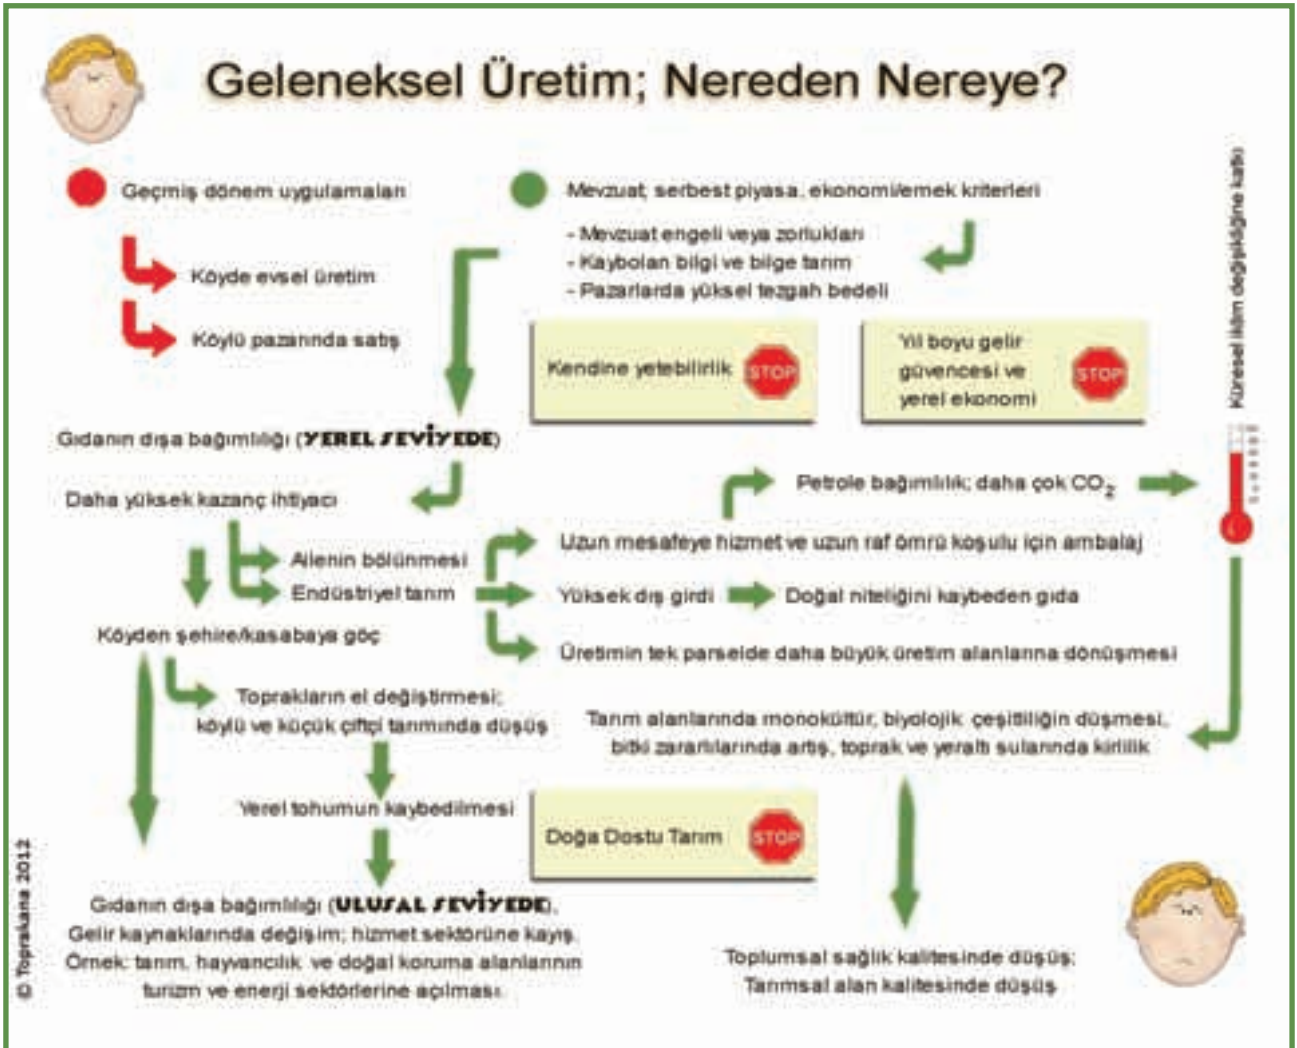 Geleneksel Üretim; Nereden Nereye?
Geçmiş dönem uygulamaları
Köyde evsel üretim
Köylü pazarında satış
Mevzuat, serbest piyasa, ekonomi/emek kriterleri
- Mevzuat engeli veya zorlukları
- Kaybolan bilgi ve bilge tarım
- Pazarlarda yüksel tezgah bedeli
Kendine yetebilirlik
STOP
Yıl boyu gelir
güvencesi ve
yerel ekonomi
STOP
Küresel iklim değişikliğine katkı
Gıdanın dışa bağımlılığı (YEREL SEVİYEDE)
Daha yüksek kazanç ihtiyacı
Petrole bağımlılık; daha çok CO₂
Ailenin bölünmesi
Endüstriyel tarım
Uzun mesafeye hizmet ve uzun raf ömrü koşulu için ambalaj
Yüksek dış girdi
Doğal niteliğini kaybeden gıda
Üretimin tek parselde daha büyük üretim alanlarına dönüşmesi
Köyden şehire/kasabaya göç
Toprakların el değiştirmesi;
köylü ve küçük çiftçi tarımında düşüş
Tarım alanlarında monokültür, biyolojik çeşitliliğin düşmesi,
bitki zararlılarında artış, toprak ve yeraltı sularında kirlilik
Yerel tohumun kaybedilmesi
Doğa Dostu Tarım
STOP
Gıdanın dışa bağımlılığı (ULUSAL SEVİYEDE),
Gelir kaynaklarında değişim; hizmet sektörüne kayış.
Örnek: tarım, hayvancılık ve doğal koruma alanlarının
turizm ve enerji sektörlerine açılması.
Toplumsal sağlık kalitesinde düşüş;
Tarımsal alan kalitesinde düşüş
© Toprakana 2012